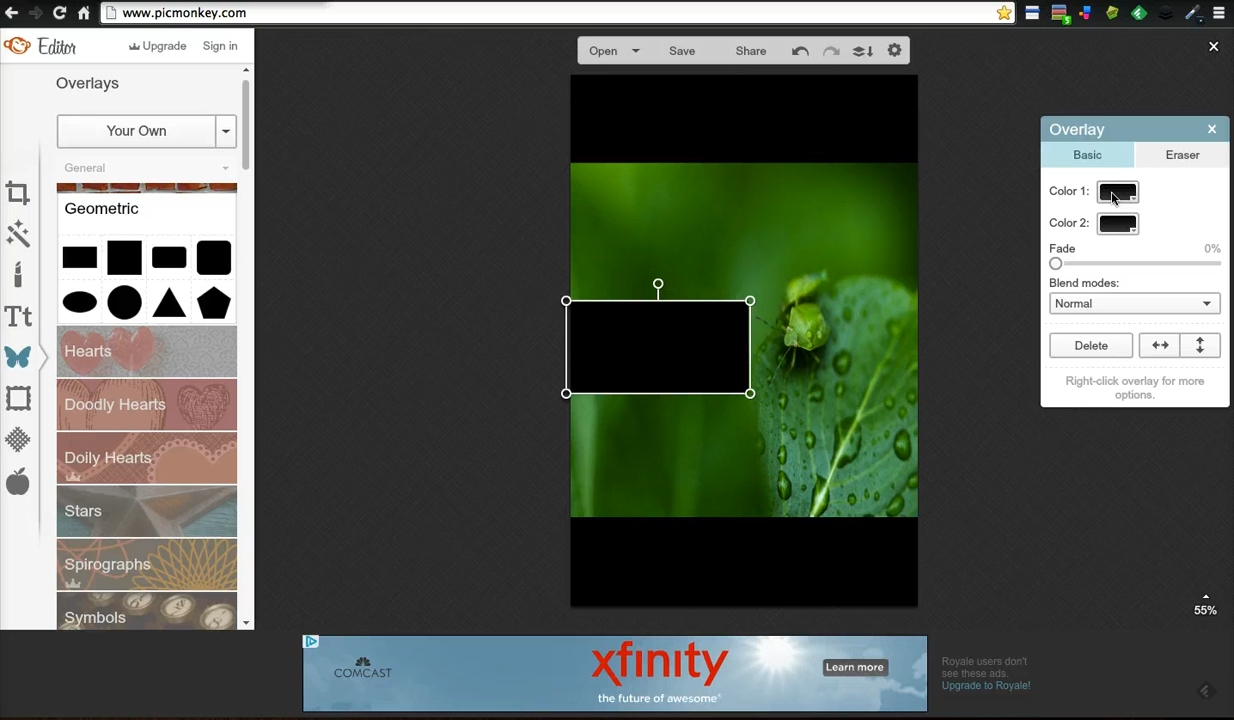 www.picmonkey.com
Editor
Upgrade
Sign in
Open
Save
Share
Overlays
Your Own
General
Geometric
Hearts
Doodly Hearts
Doily Hearts
Stars
Spirographs
Symbols
Tt
Overlay
Basic
Eraser
Color 1:
Color 2:
Fade
0%
Blend modes:
Normal
Delete
Right-click overlay for more
options.
55%
COMCAST
xfinity
the future of awesome®
Learn more
Royale users don't
see these ads.
Upgrade to Royale!
5